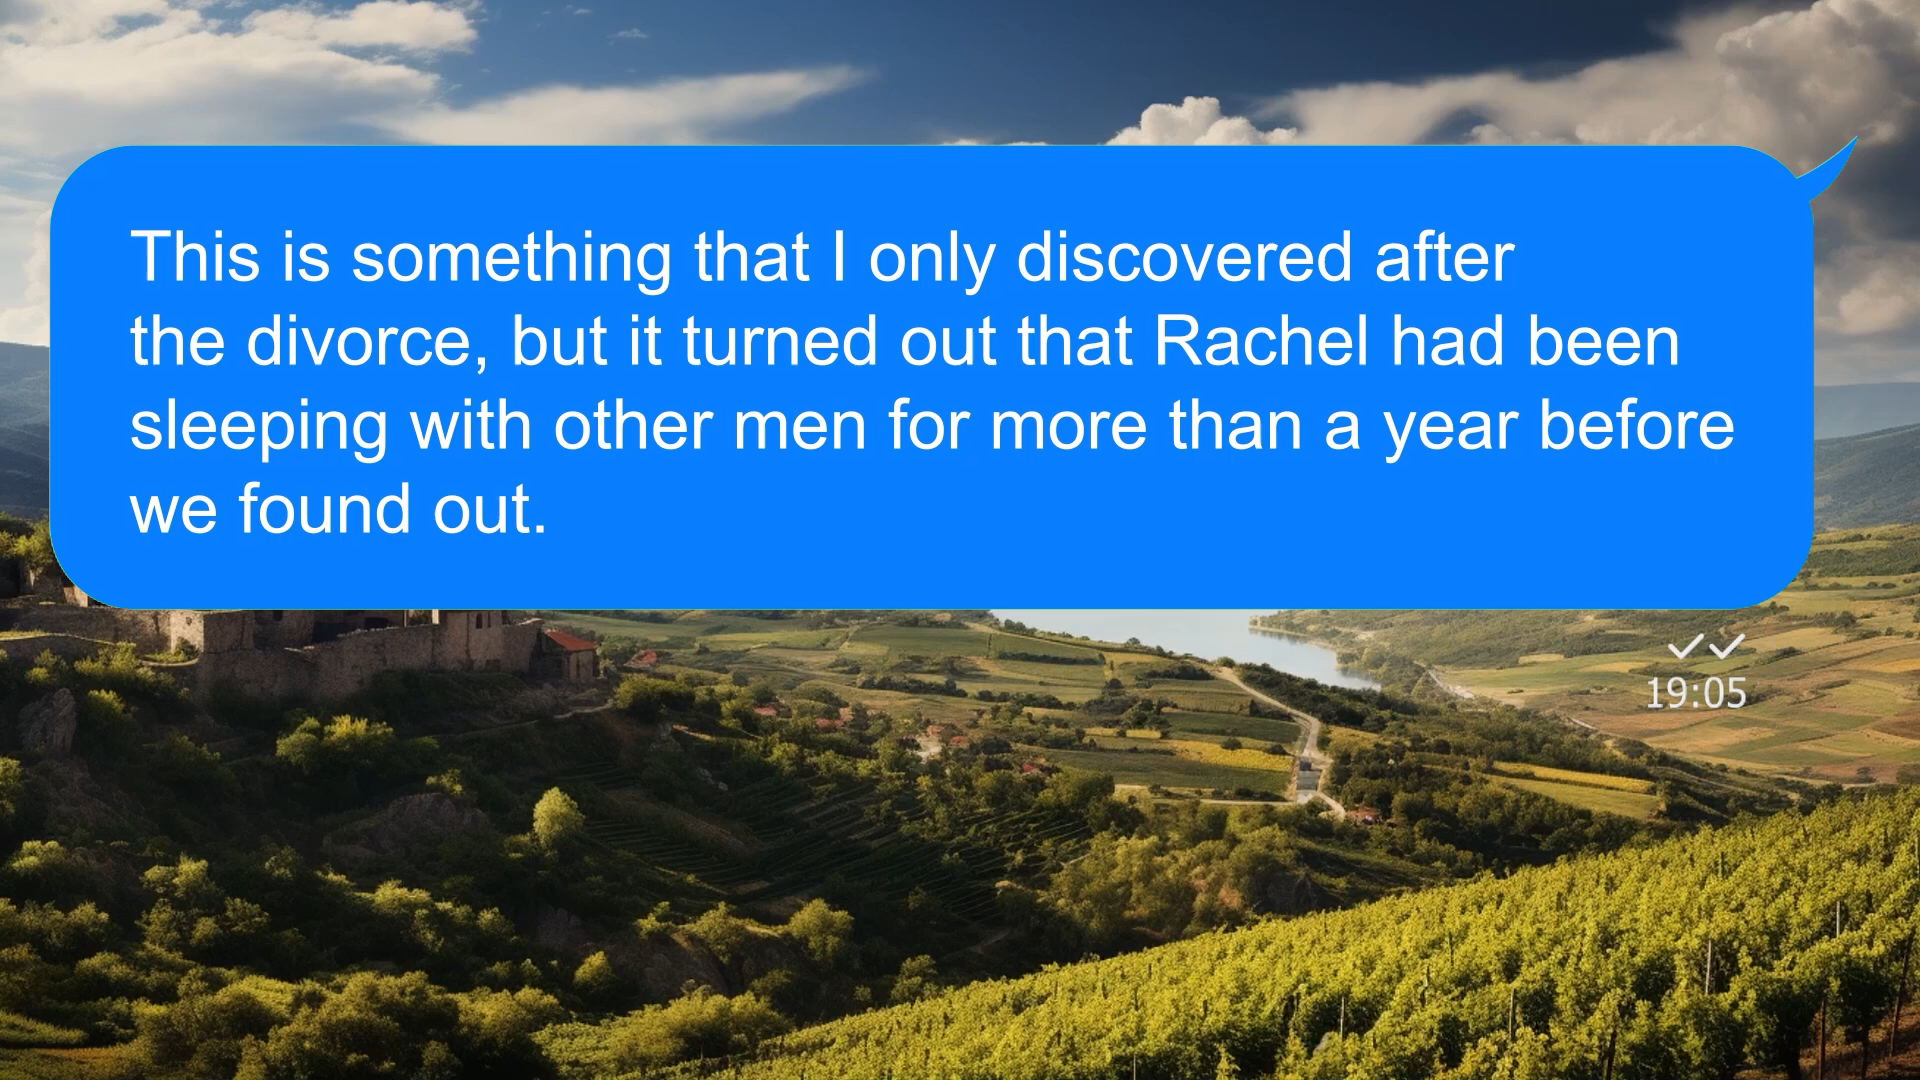 This is something that I only discovered after
the divorce, but it turned out that Rachel had been
sleeping with other men for more than a year before
we found out.
19:05